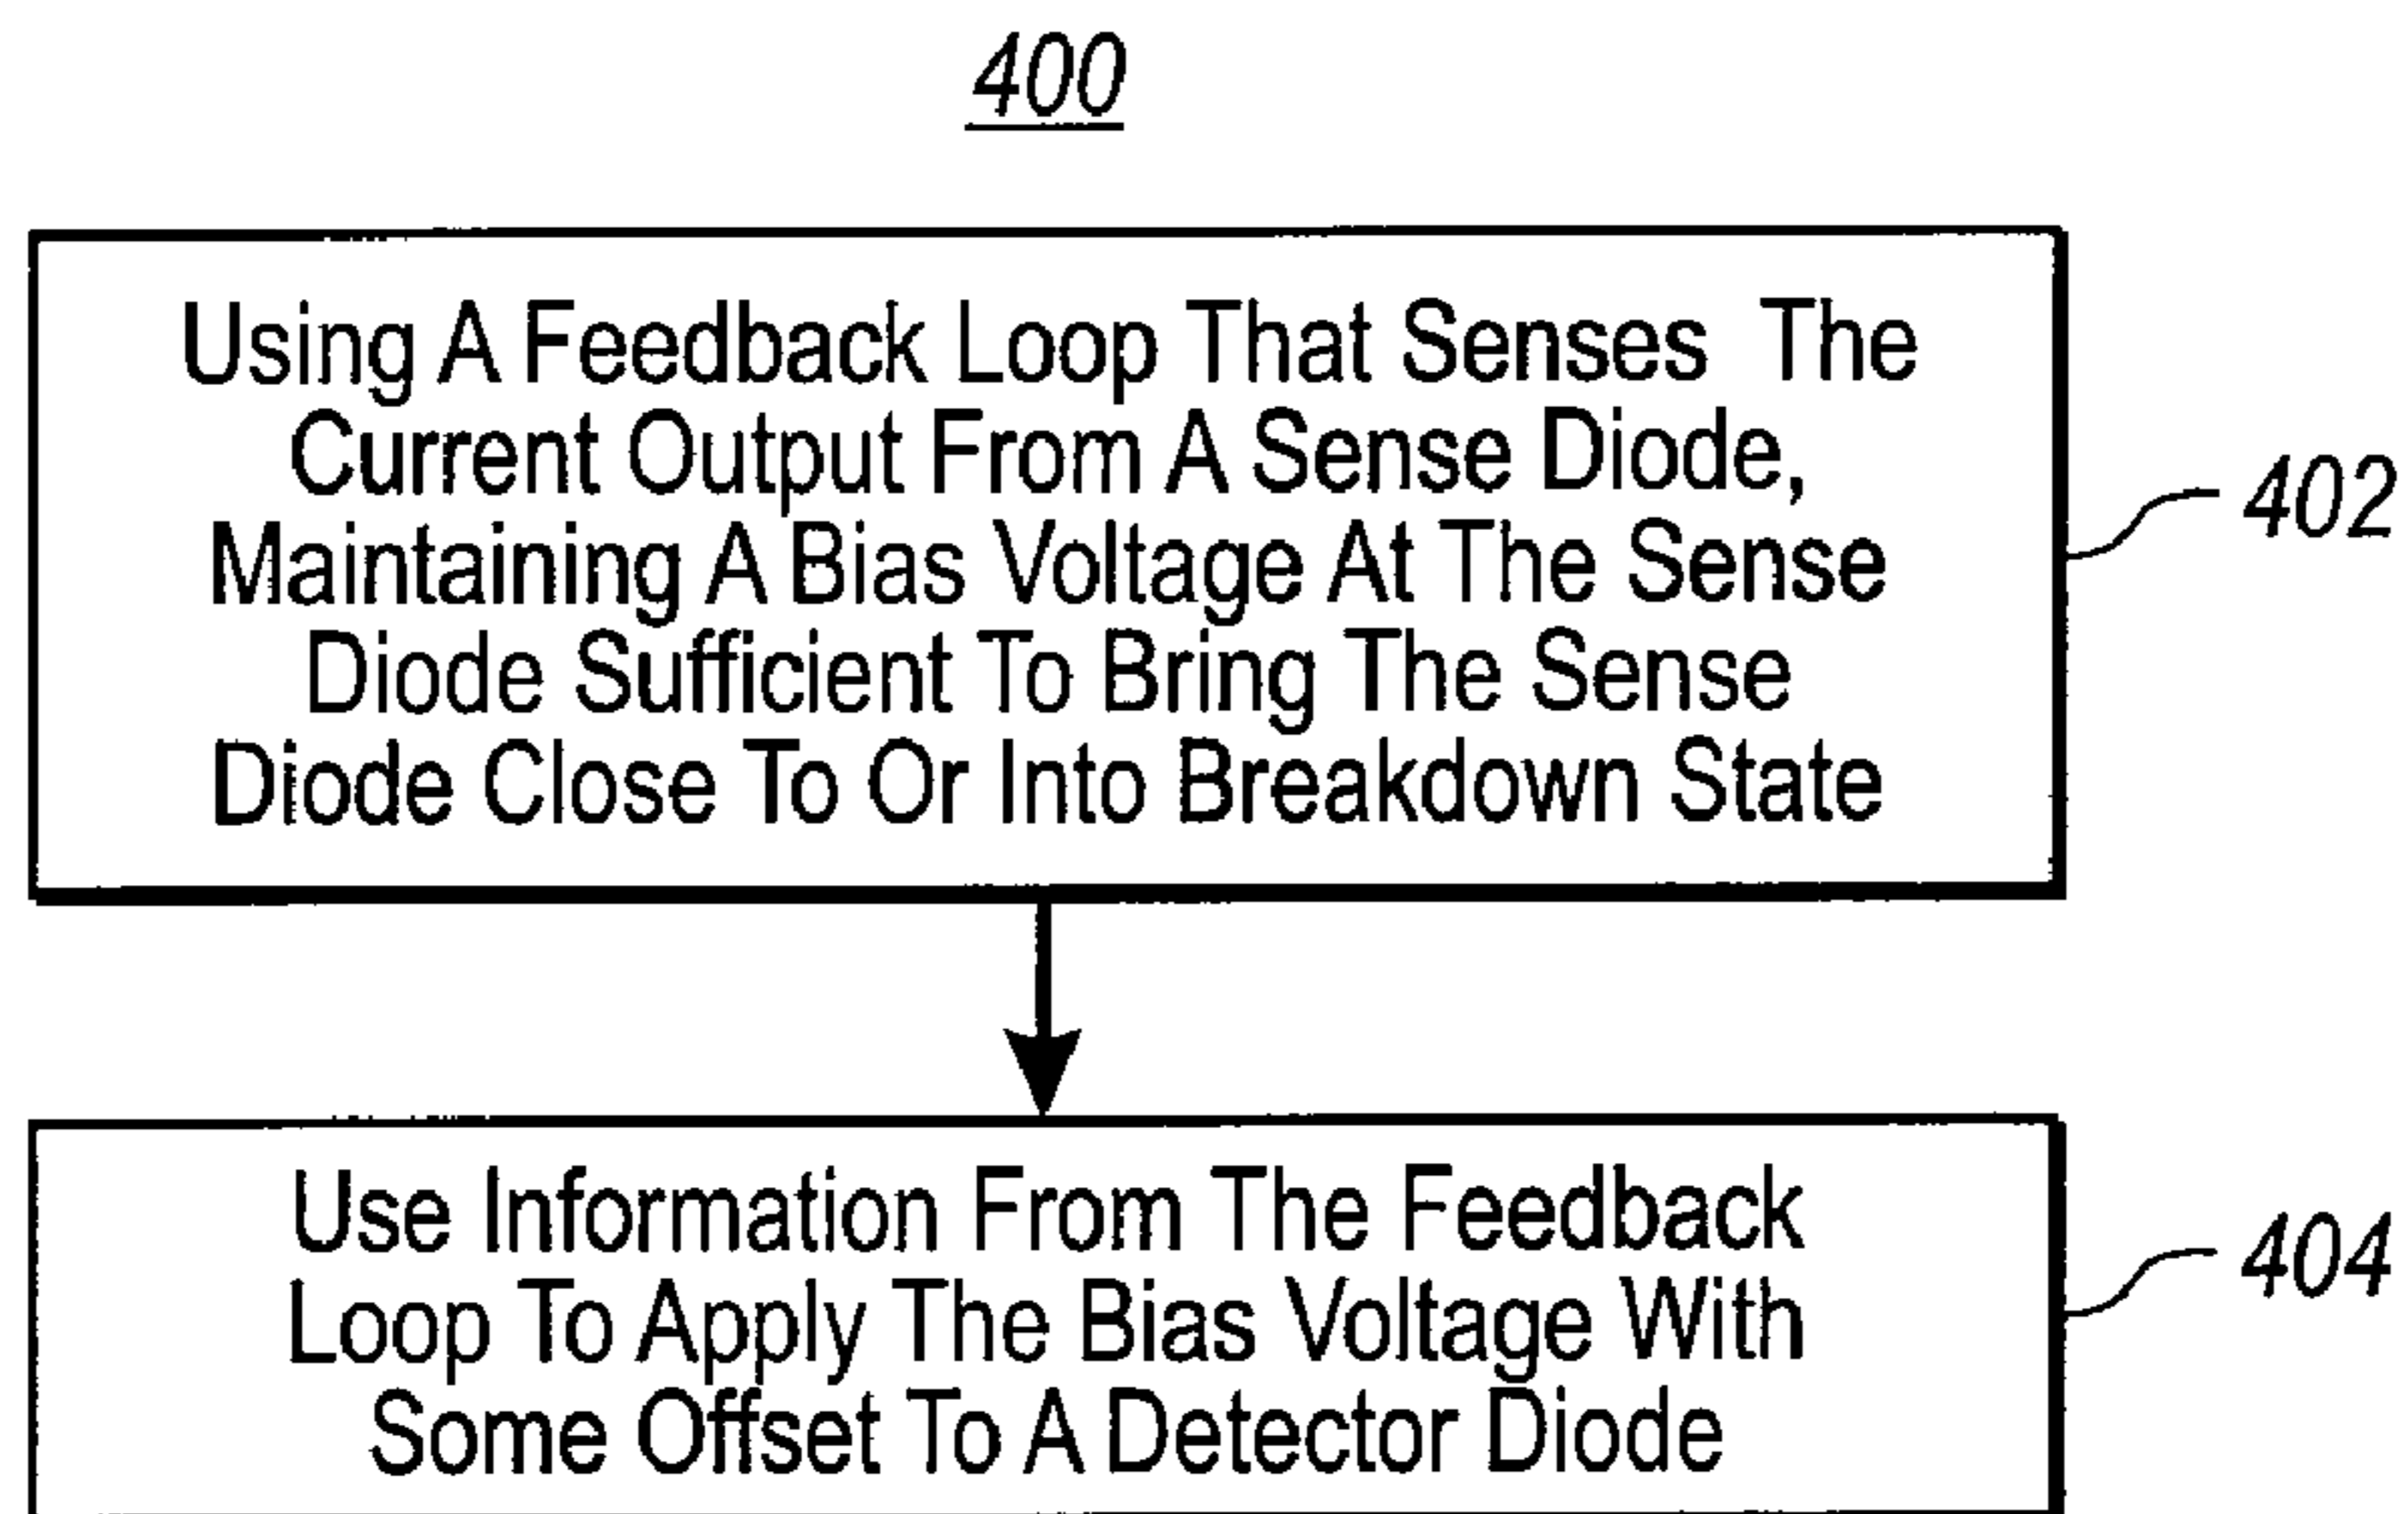 400
Using A Feedback Loop That Senses The
Current Output From A Sense Diode,
Maintaining A Bias Voltage At The Sense
Diode Sufficient To Bring The Sense
Diode Close To Or Into Breakdown State
402
Use Information From The Feedback
Loop To Apply The Bias Voltage With
Some Offset To A Detector Diode
404